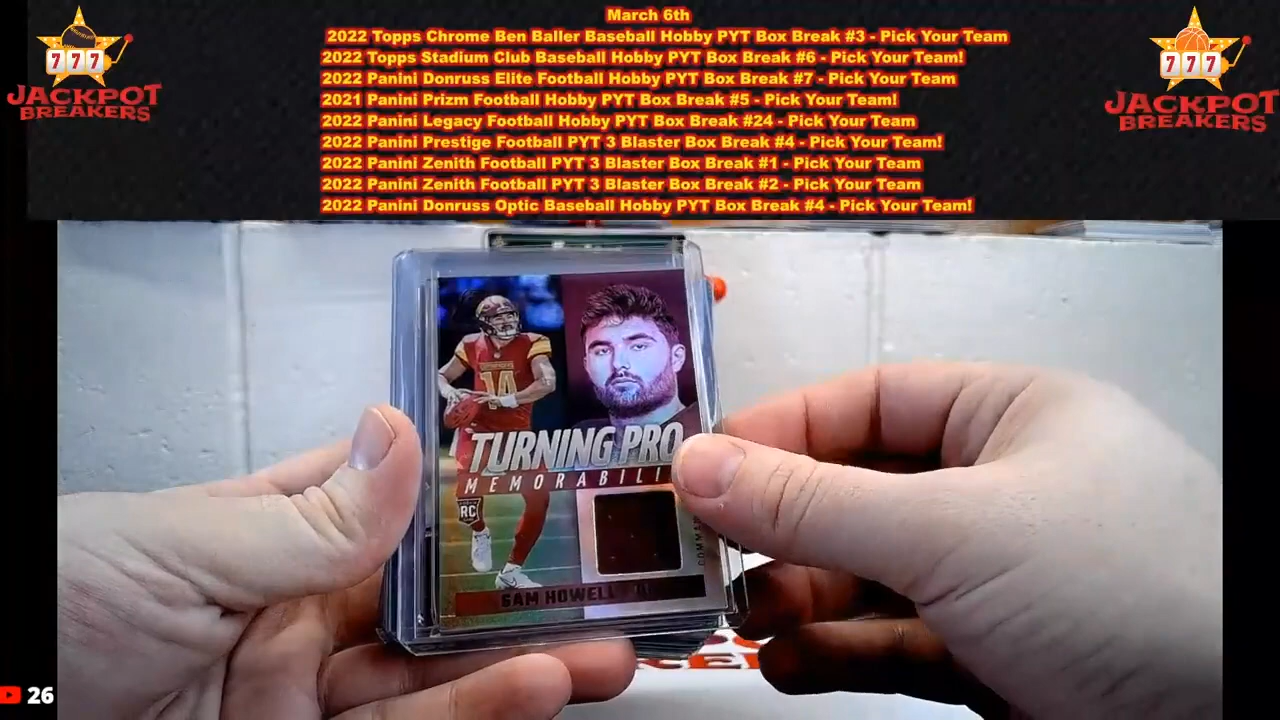 March 6th
2022 Topps Chrome Ben Baller Baseball Hobby PYT Box Break #3 - Pick Your Team
2022 Topps Stadium Club Baseball Hobby PYT Box Break #6 - Pick Your Team!
2022 Panini Donruss Elite Football Hobby PYT Box Break #7 - Pick Your Team
2021 Panini Prizm Football Hobby PYT Box Break #5 - Pick Your Team!
2022 Panini Legacy Football Hobby PYT Box Break #24 - Pick Your Team
2022 Panini Prestige Football PYT 3 Blaster Box Break #4 - Pick Your Team!
2022 Panini Zenith Football PYT 3 Blaster Box Break #1 - Pick Your Team
2022 Panini Zenith Football PYT 3 Blaster Box Break #2 - Pick Your Team
2022 Panini Donruss Optic Baseball Hobby PYT Box Break #4 - Pick Your Team!
777
JACKPOT
BREAKERS
777
JACKPOT
BREAKERS
14
TURNING PRO
MEMORABILI
RC
COMMAN
SAM HOWELL
26